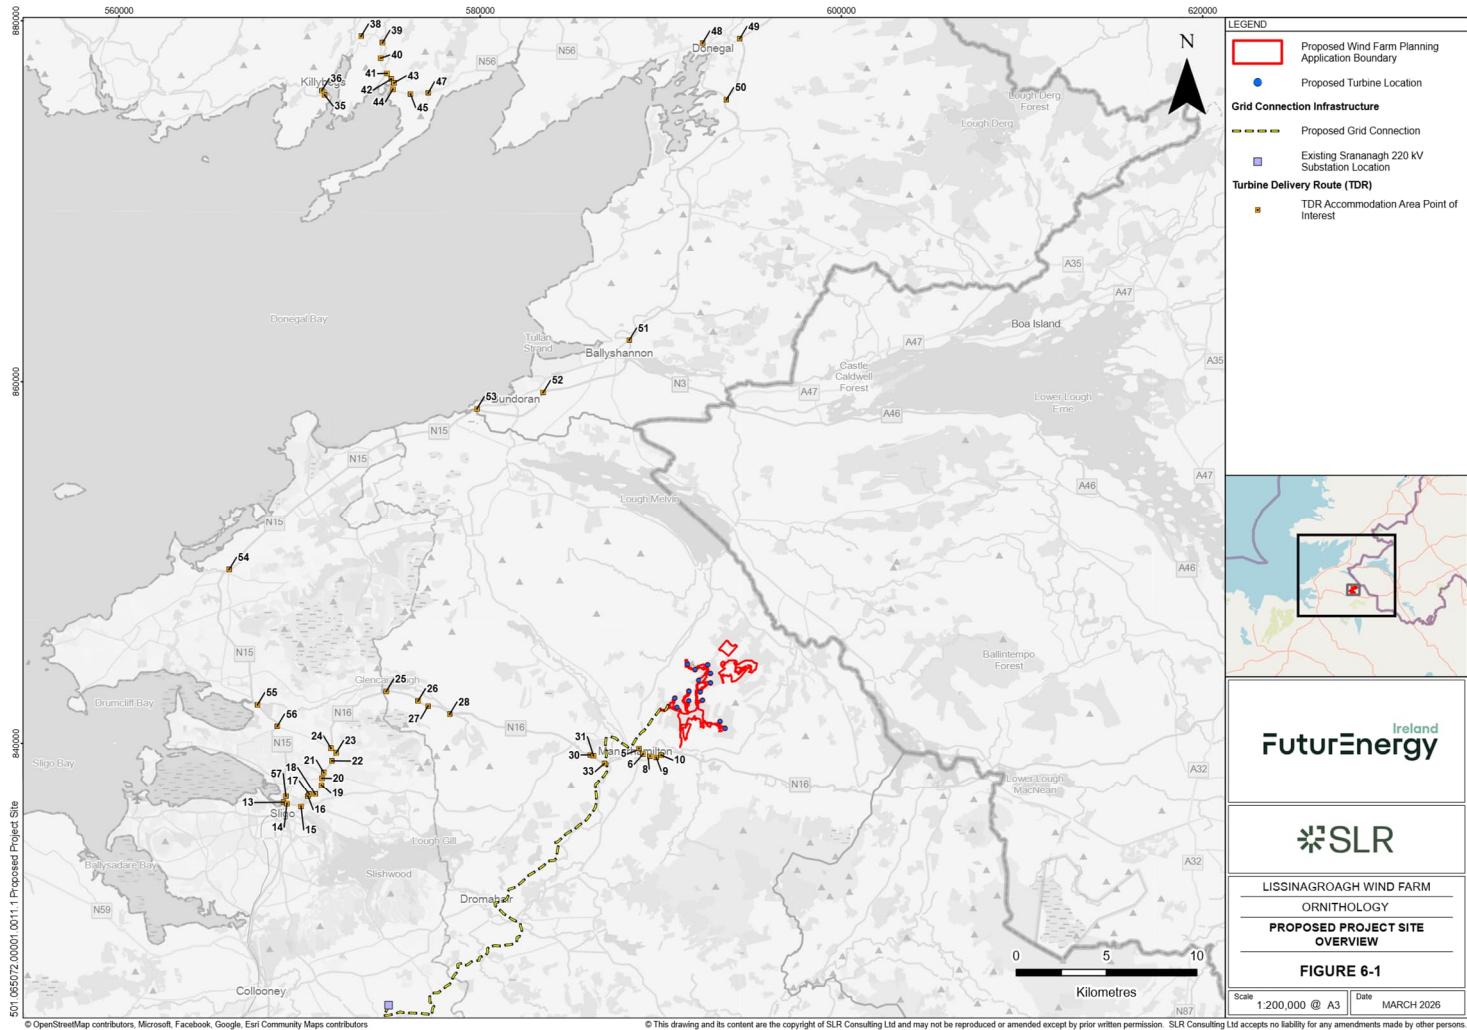 560000
580000
600000
620000
880000
860000
840000
38
39
48
49
Donegal
N56
N56
40
41
43
47
36
Killybegs
42
44
45
35
50
N
Lough Derg
Forest
Lough Derg
A35
A47
Donegal Bay
Boa Island
51
Tullan
Strand
Ballyshannon
A47
A35
Castle
Caldwell
Forest
52
N3
A47
53
Bundoran
Lower Lough
Erne
A46
N15
N15
A47
A46
Lough Melvin
N15
54
A46
N15
Ballintempo
Forest
Glencar Lough
25
26
55
28
27
Drumcliff Bay
56
N16
N16
24
23
N15
31
30
Manorhamilton
5
6
8
9
10
22
Sligo Bay
21
33
A32
18
20
57
17
19
N16
Lower Lough
MacNean
13
16
Sligo
14
15
Lough Gill
Ballysadare Bay
A32
Slishwood
Dromahair
N59
0
5
10
Kilometres
Collooney
N87
501.065072.00001.0011.1 Proposed Project Site
© OpenStreetMap contributors, Microsoft, Facebook, Google, Esri Community Maps contributors
© This drawing and its content are the copyright of SLR Consulting Ltd and may not be reproduced or amended except by prior written permission. SLR Consulting Ltd accepts no liability for any amendments made by other persons
LEGEND
Proposed Wind Farm Planning
Application Boundary
Proposed Turbine Location
Grid Connection Infrastructure
Proposed Grid Connection
Existing Srananagh 220 kV
Substation Location
Turbine Delivery Route (TDR)
TDR Accommodation Area Point of
Interest
Ireland
FuturEnergy
SLR
LISSINAGROAGH WIND FARM
ORNITHOLOGY
PROPOSED PROJECT SITE
OVERVIEW
FIGURE 6-1
Scale
1:200,000 @ A3
Date
MARCH 2026